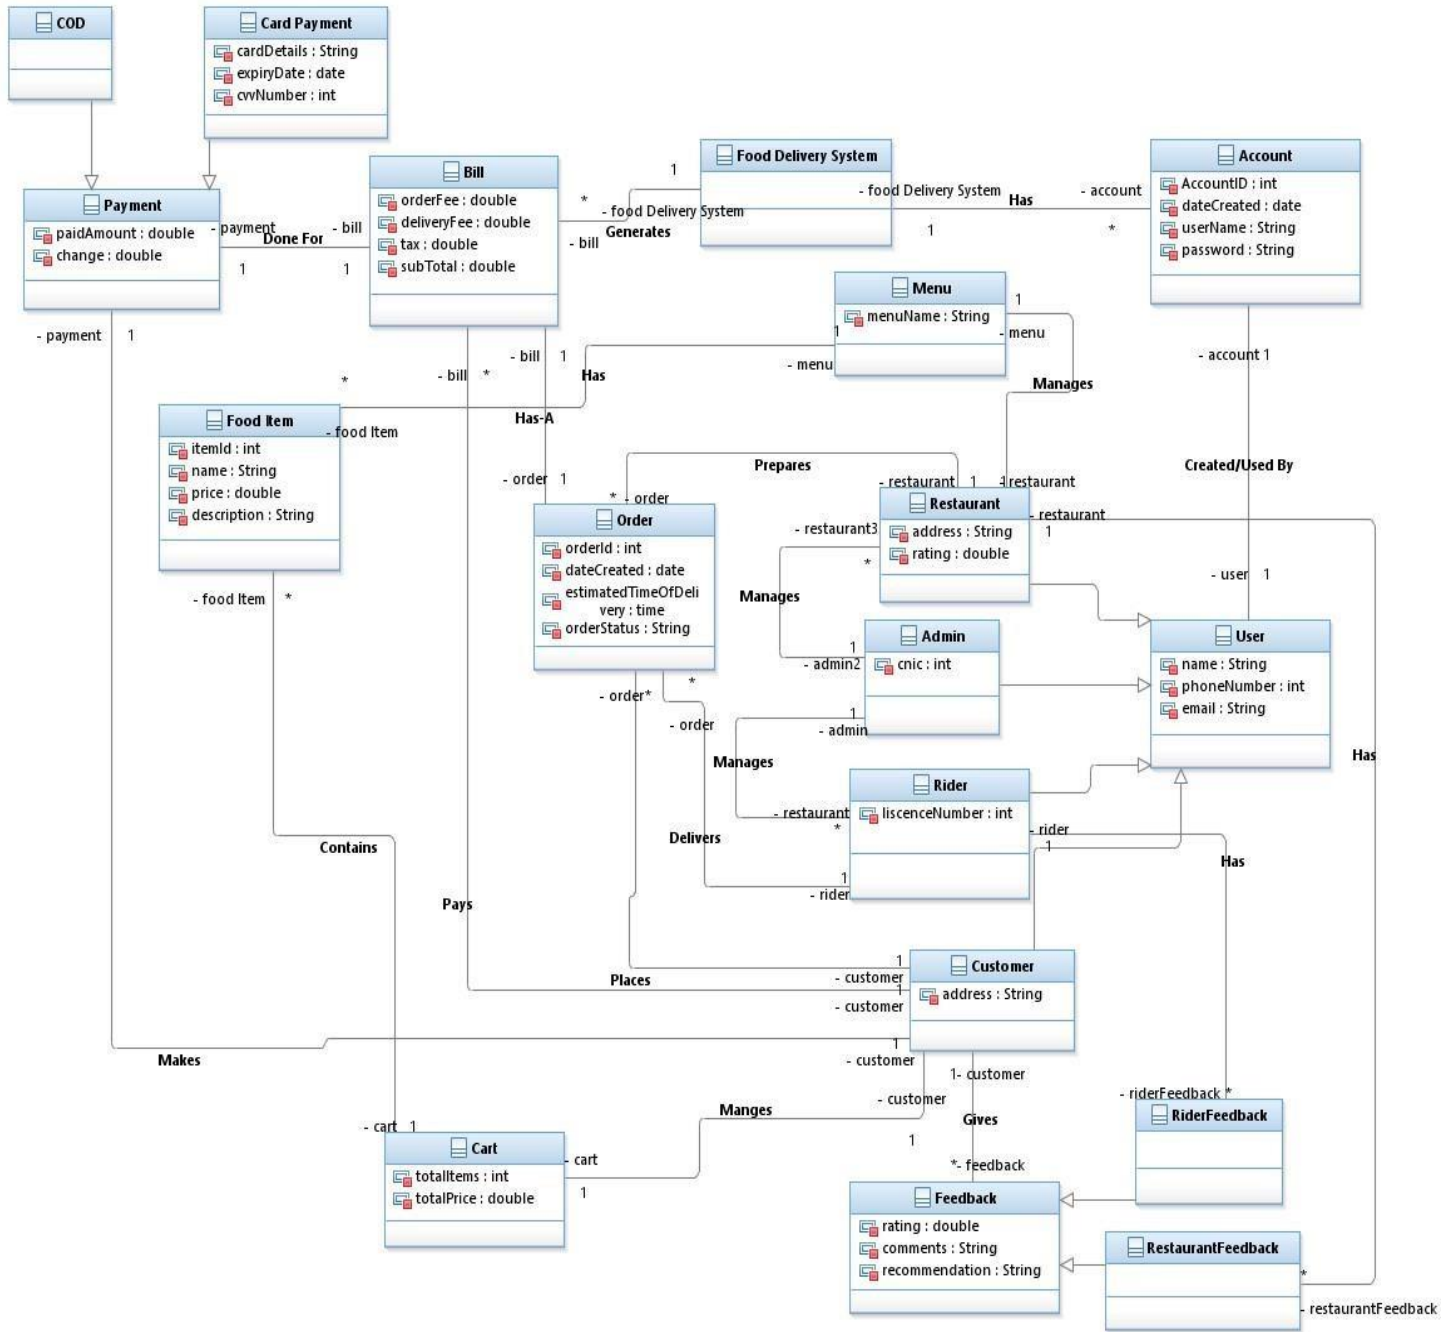 COD
Card Payment
cardDetails : String
expiryDate : date
cvvNumber : int
Payment
paidAmount : double
change : double
- payment
Done For
- bill
1
1
Bill
orderFee : double
deliveryFee : double
tax : double
subTotal : double
*
1
- food Delivery System
Generates
- bill
Food Delivery System
- food Delivery System
Has
- account
1
*
Account
AccountID : int
dateCreated : date
userName : String
password : String
Menu
menuName : String
1
- menu
1
- menu
Manages
- payment
1
- bill
1
- bill
*
Has
*
Has-A
- food Item
Food Item
itemId : int
name : String
price : double
description : String
- account 1
Created/Used By
Prepares
- order
1
*
- order
- restaurant
1
1
- restaurant
Restaurant
address : String
rating : double
- restaurant
1
- restaurant3
*
Manages
Order
orderId : int
dateCreated : date
estimatedTimeOfDeli
very : time
orderStatus : String
- food Item
*
- user
1
Admin
cnic : int
1
- admin2
1
- admin
User
name : String
phoneNumber : int
email : String
- order*
*
- order
Manages
Has
Rider
liscenceNumber : int
- restaurant
*
- rider
1
Has
Delivers
1
- rider
Contains
Pays
Places
1
- customer
1
- customer
Customer
address : String
Makes
1
- customer
1- customer
- customer
Manges
1
Gives
- riderFeedback *
RiderFeedback
- cart
1
Cart
totalItems : int
totalPrice : double
- cart
1
*- feedback
Feedback
rating : double
comments : String
recommendation : String
RestaurantFeedback
*
- restaurantFeedback